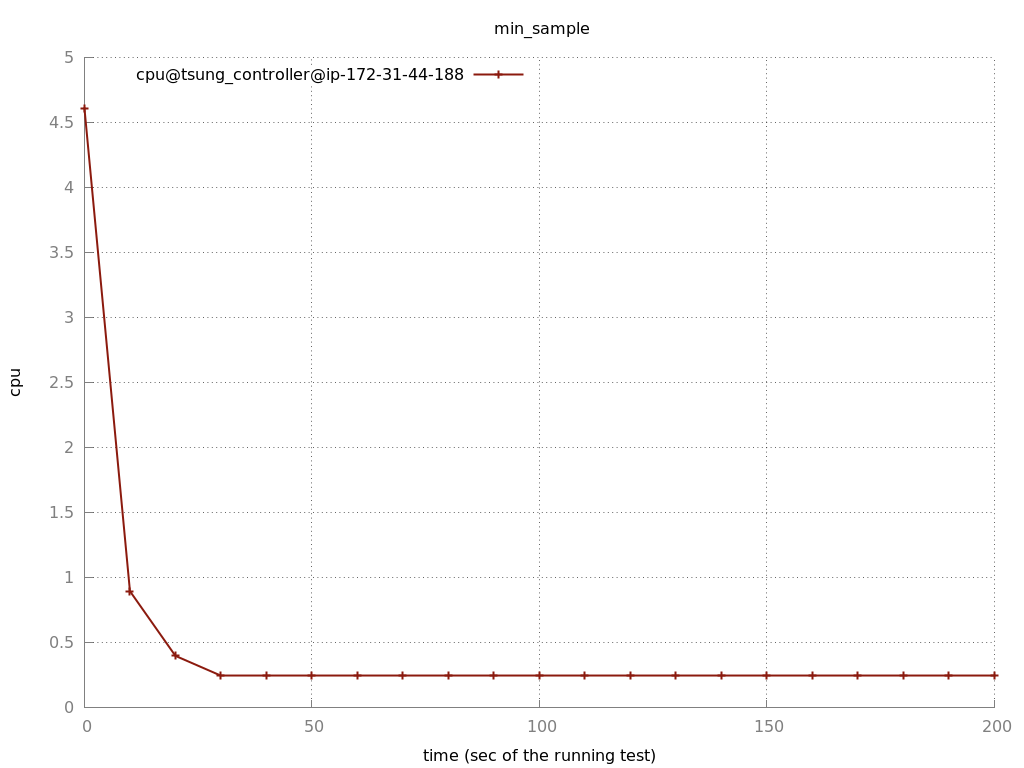 min_sample
cpu@tsung_controller@ip-172-31-44-188
5
4.5
4
3.5
3
2.5
2
1.5
1
0.5
0
cpu
0 50 100 150 200
time (sec of the running test)